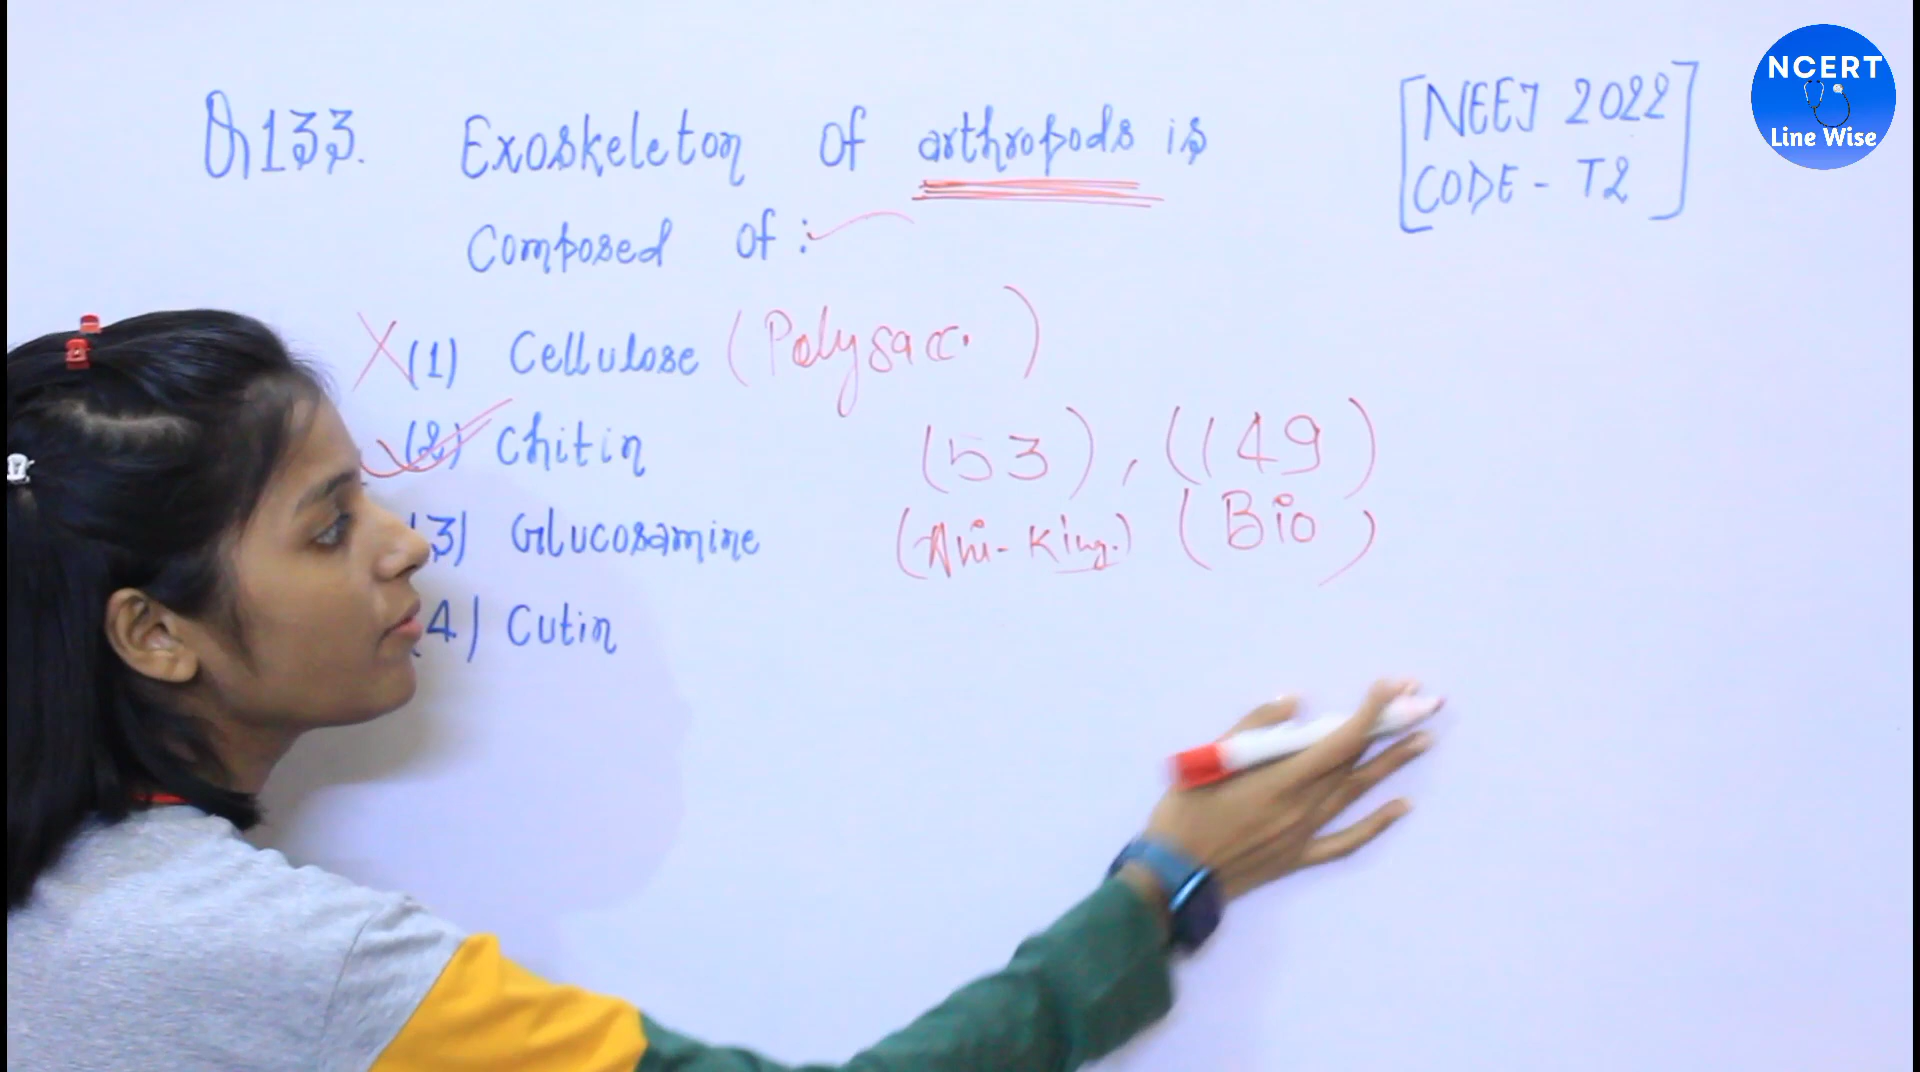 Q133. Exoskeleton of arthropods is
Composed of :
(1) Cellulose (Polysacc.)
(2) Chitin
(3) Glucosamine
(4) Cutin
(53), (149)
(Ani-King.) (Bio)
[NEET 2022
CODE - T2]
NCERT
Line Wise